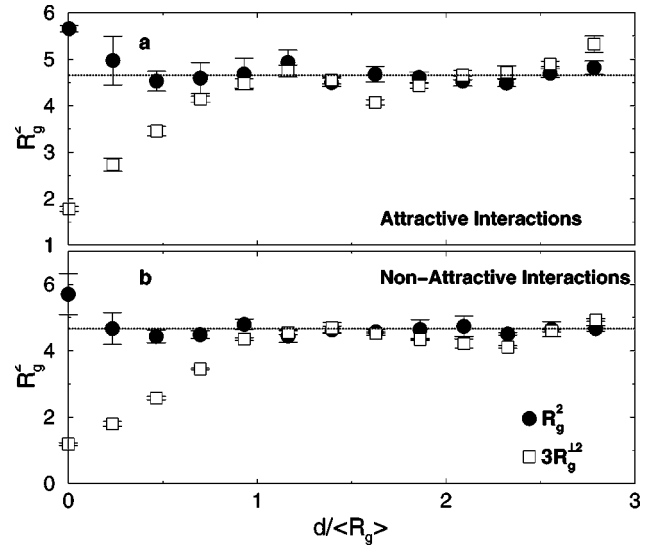 6
a
5
4
3
2
1
R_g^2
Attractive Interactions
b
Non-Attractive Interactions
6
4
2
0
R_g^2
R_g^2
3R_g^{⊥2}
0 1 2 3
d/<R_g>